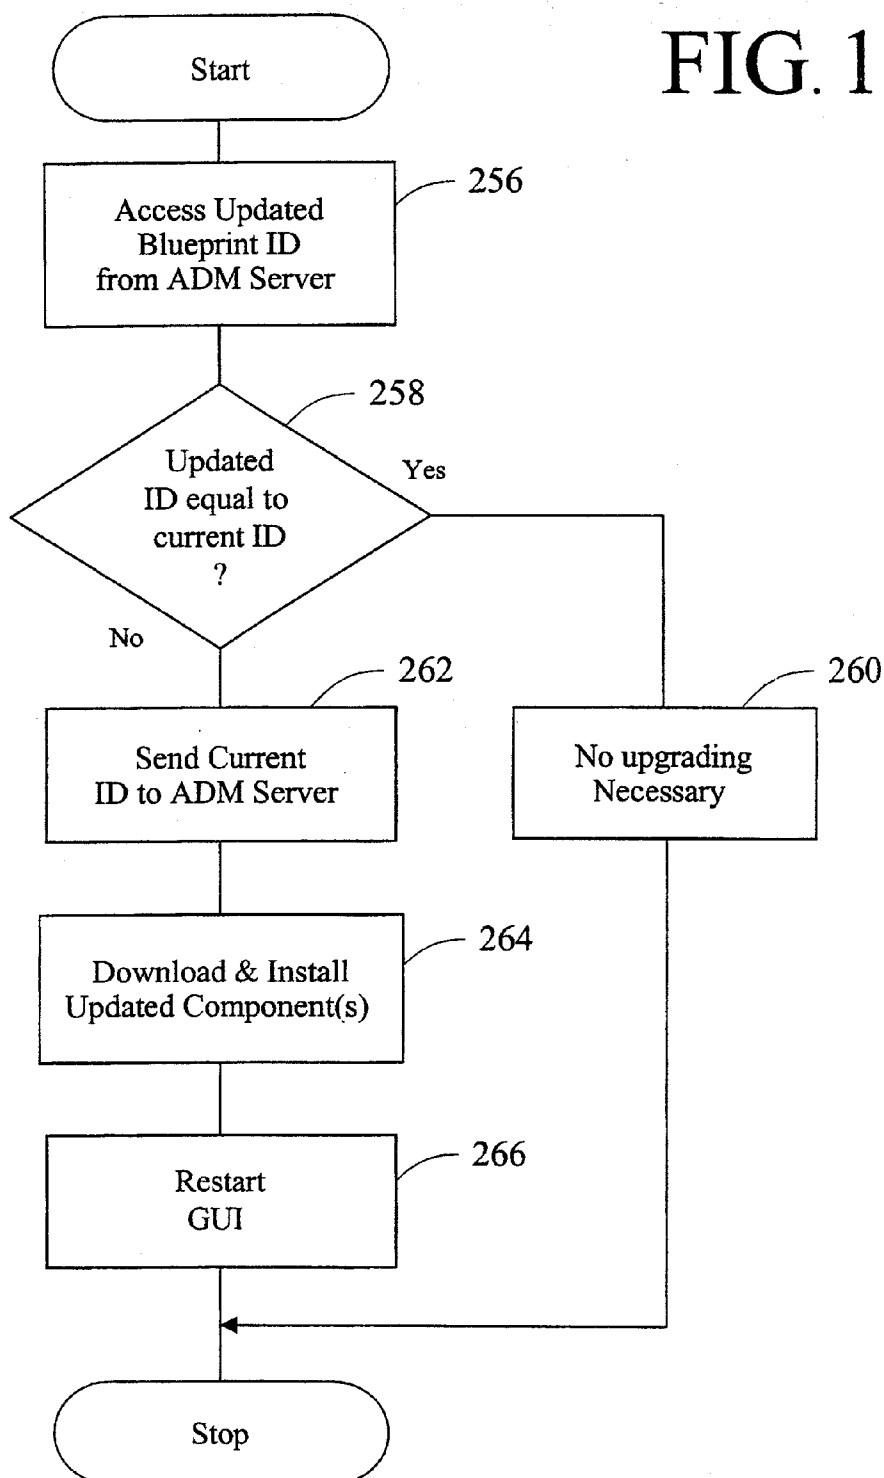 FIG. 1
Start
256
Access Updated
Blueprint ID
from ADM Server
258
Updated
ID equal to
current ID
?
Yes
No
262
260
Send Current
ID to ADM Server
No upgrading
Necessary
264
Download & Install
Updated Component(s)
266
Restart
GUI
Stop